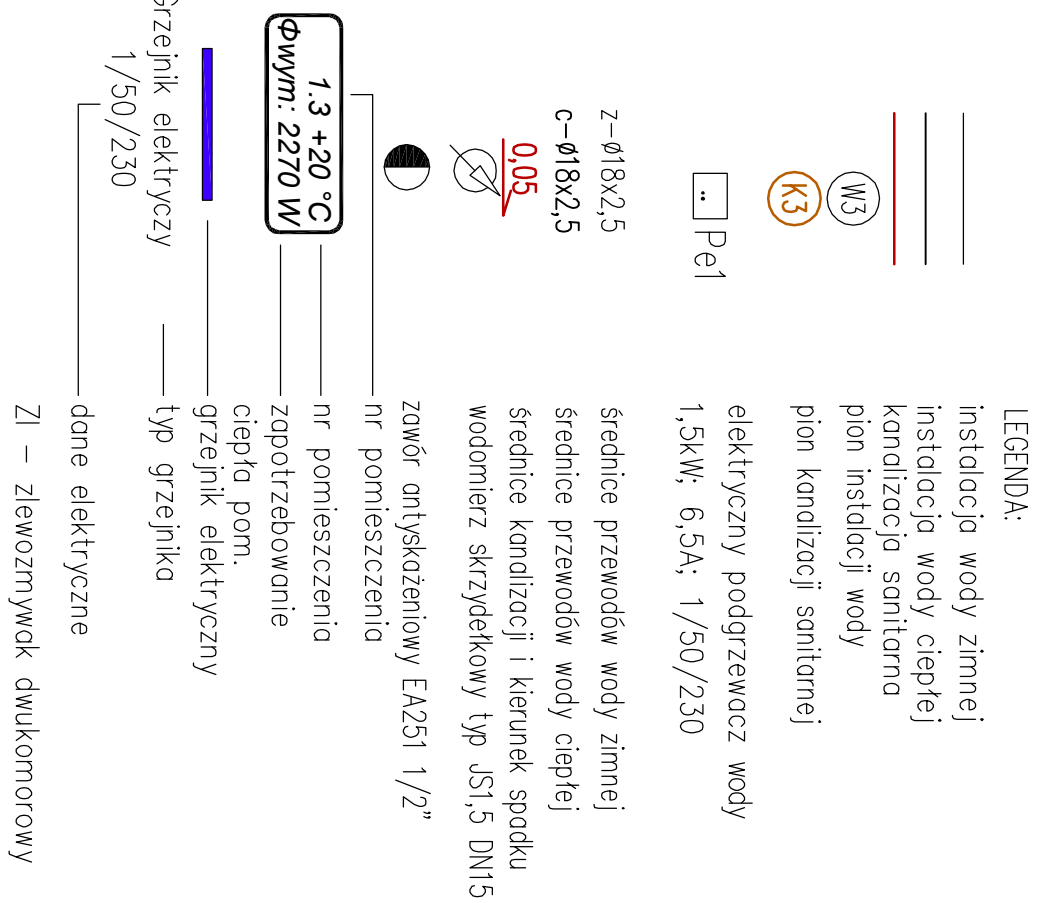 LEGENDA:
instalacja wody zimnej
instalacja wody ciepłej
kanalizacja sanitarna
W3
pion instalacji wody
K3
pion kanalizacji sanitarnej
Pe1
elektryczny podgrzewacz wody
1,5kW; 6,5A; 1/50/230
z-ø18x2,5
średnice przewodów wody zimnej
c-ø18x2,5
średnice przewodów wody ciepłej
0,05
średnice kanalizacji i kierunek spadku
wodomierz skrzydełkowy typ JS1,5 DN15
zawór antyskażeniowy EA251 1/2"
nr pomieszczenia
1.3 +20 °C
Φwym: 2270 W
nr pomieszczenia
zapotrzebowanie
ciepła pom.
grzejnik elektryczny
Grzejnik elektryczy
1/50/230
typ grzejnika
dane elektryczne
Zl - zlewozmywak dwukomorowy